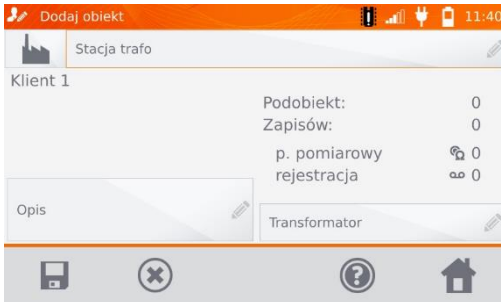 Dodaj obiekt
11:40
Stacja trafo
Klient 1
Podobiekt: 0
Zapisów: 0
p. pomiarowy 0
rejestracja 0
Opis
Transformator